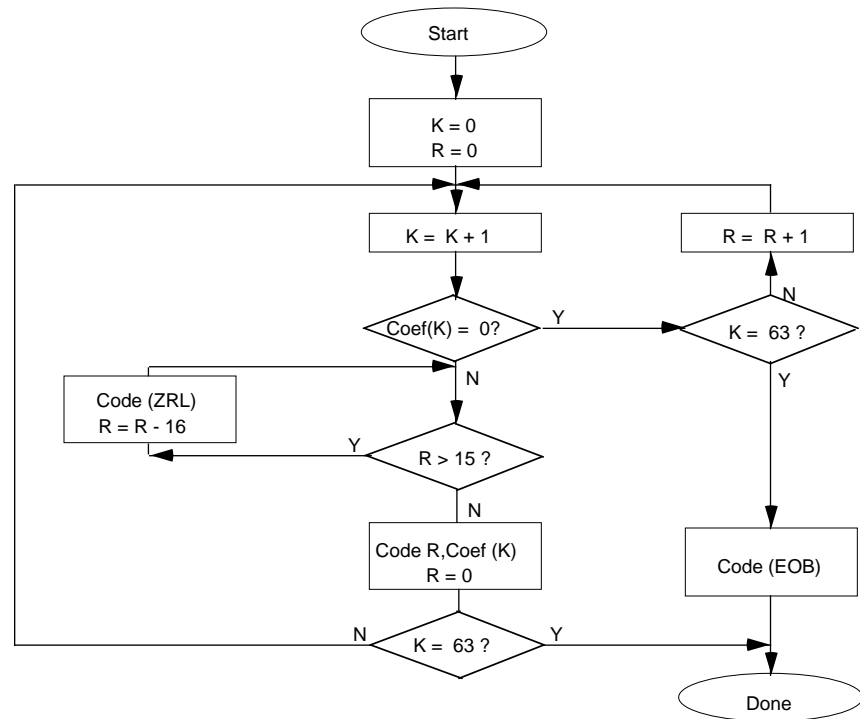 Start
K = 0
R = 0
K = K + 1
R = R + 1
N
Coef(K) = 0?
Y
K = 63 ?
N
Y
Code (ZRL)
R = R - 16
Y
R > 15 ?
N
Code R,Coef (K)
R = 0
Code (EOB)
N
K = 63 ?
Y
Done